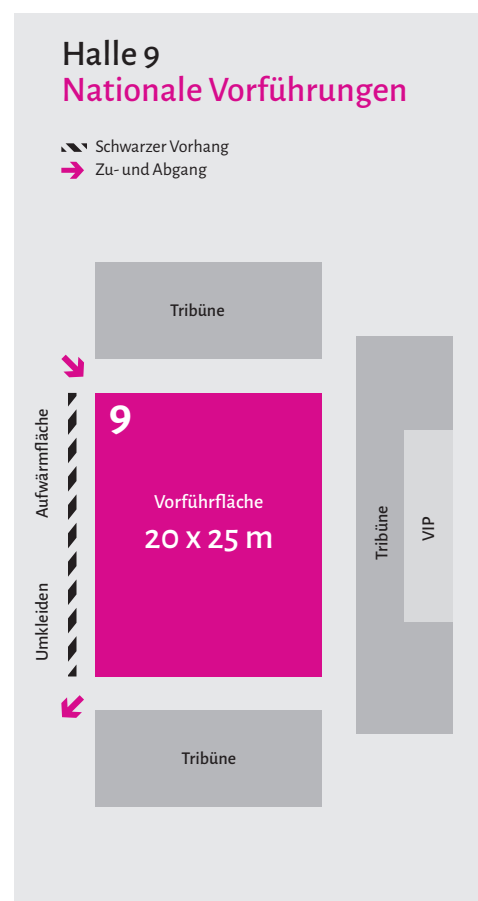 Halle 9
Nationale Vorführungen
Schwarzer Vorhang
Zu- und Abgang
Tribüne
9
Vorführfläche
20 x 25 m
Aufwärmfläche
Umkleiden
Tribüne
VIP
Tribüne